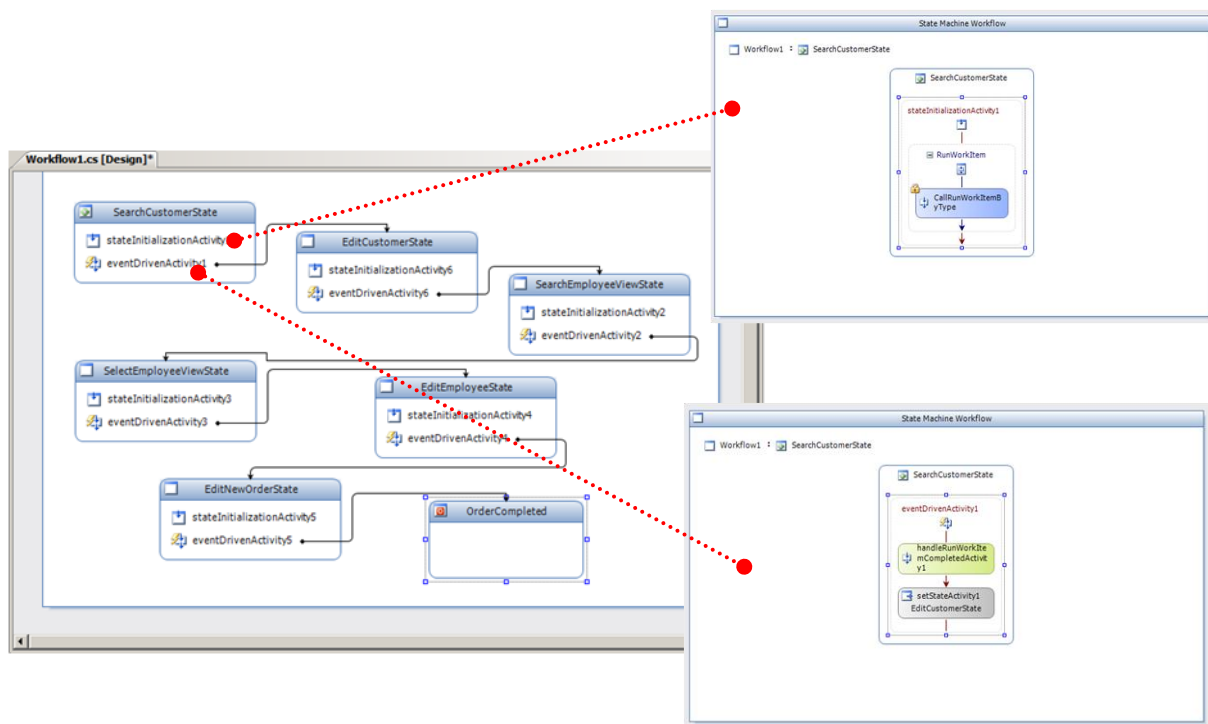 State Machine Workflow
Workflow1 : SearchCustomerState
SearchCustomerState
stateInitializationActivity1
RunWorkItem
CallRunWorkItemB
yType
Workflow1.cs [Design]*
SearchCustomerState
stateInitializationActivity
eventDrivenActivity1
EditCustomerState
stateInitializationActivity6
eventDrivenActivity6
SearchEmployeeViewState
stateInitializationActivity2
eventDrivenActivity2
SelectEmployeeViewState
stateInitializationActivity3
eventDrivenActivity3
EditEmployeeState
stateInitializationActivity4
eventDrivenActivity4
EditNewOrderState
stateInitializationActivity5
eventDrivenActivity5
OrderCompleted
State Machine Workflow
Workflow1 : SearchCustomerState
SearchCustomerState
eventDrivenActivity1
handleRunWorkIte
mCompletedActivit
y1
setStateActivity1
EditCustomerState